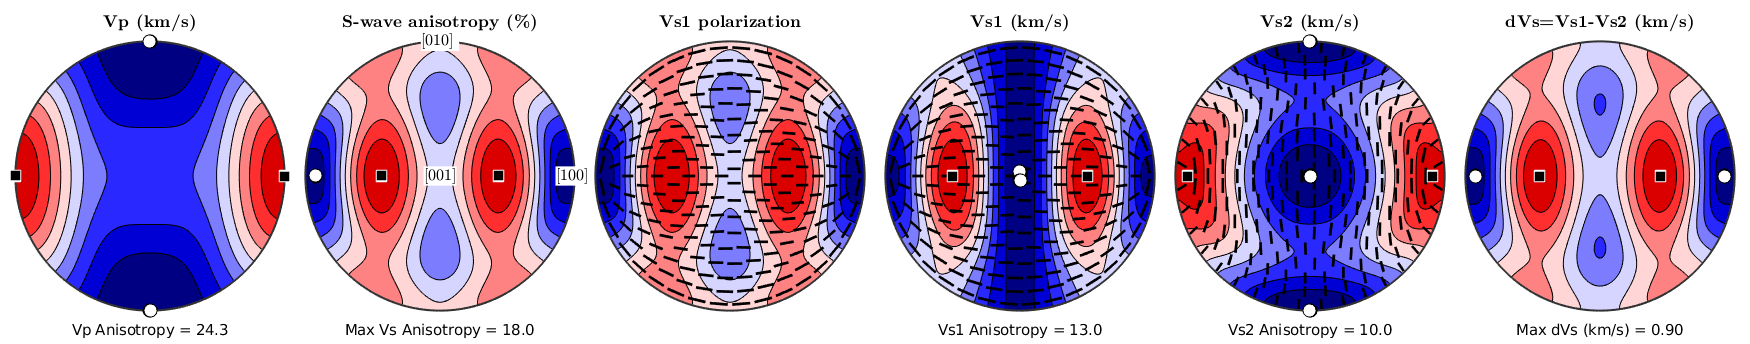 Vp (km/s)
S-wave anisotropy (%)
Vs1 polarization
Vs1 (km/s)
Vs2 (km/s)
dVs=Vs1-Vs2 (km/s)
[010]
[001]
[100]
Vp Anisotropy = 24.3
Max Vs Anisotropy = 18.0
Vs1 Anisotropy = 13.0
Vs2 Anisotropy = 10.0
Max dVs (km/s) = 0.90